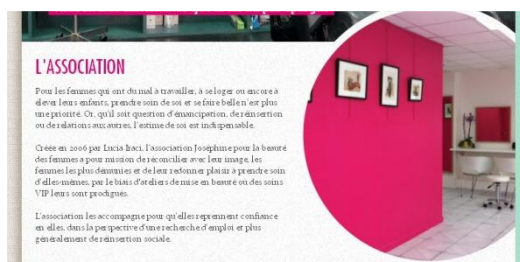 L'ASSOCIATION
Pour les femmes qui ont du mal à travailler, à se loger ou encore à
élever leurs enfants, prendre soin de soi et se faire belle n'est plus
une priorité. Or, qu'il soit question d'émancipation, de réinsertion
ou de relations aux autres, l'estime de soi est indispensable.
Créée en 2006 par Lucia Iraci, l'association Joséphine pour la beauté
des femmes a pour mission de réconcilier avec leur image, les
femmes les plus démunies et de leur redonner plaisir à prendre soin
d'elles-mêmes, par le biais d'ateliers de mise en beauté ou des soins
VIP leurs sont prodigués.
L'association les accompagne pour qu'elles reprennent confiance
en elles, dans la perspective d'une recherche d'emploi et plus
généralement de réinsertion sociale.